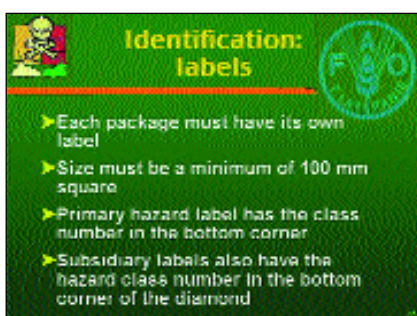 Identification:
labels
F A O
FIAT PANIS
Each package must have its own
label
Size must be a minimum of 100 mm
square
Primary hazard label has the class
number in the bottom corner
Subsidiary labels also have the
hazard class number in the bottom
corner of the diamond